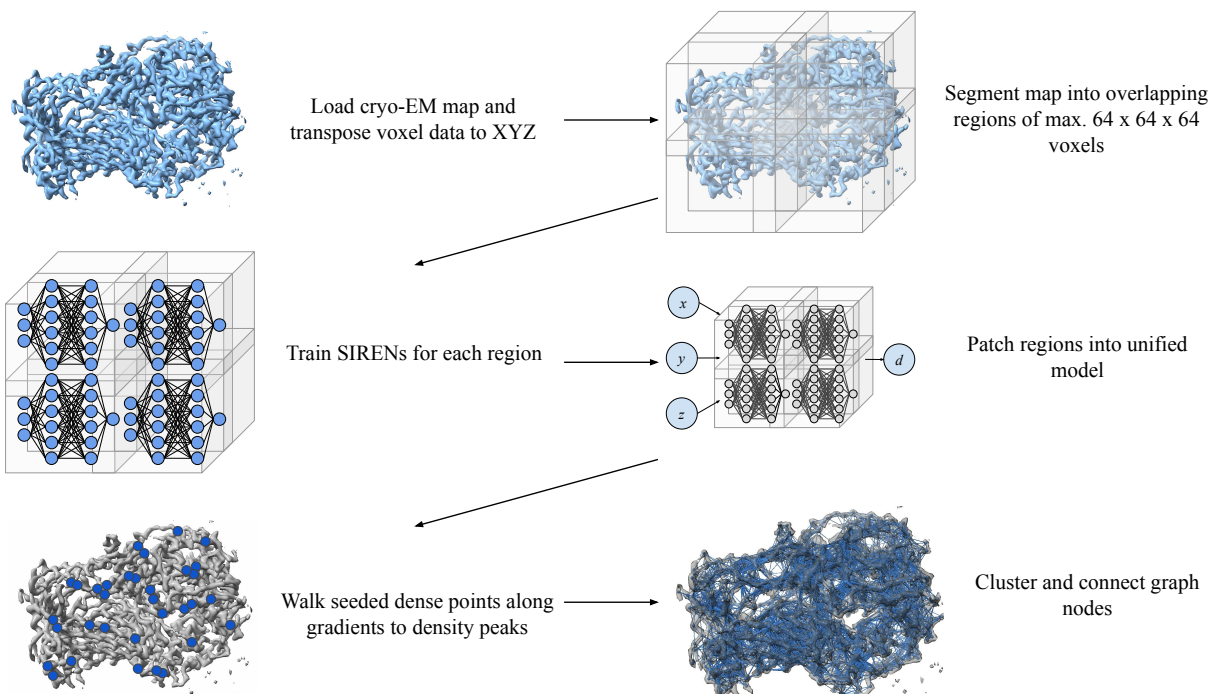 Load cryo-EM map and
transpose voxel data to XYZ
Segment map into overlapping
regions of max. 64 x 64 x 64
voxels
Train SIRENs for each region
x
y
z
d
Patch regions into unified
model
Walk seeded dense points along
gradients to density peaks
Cluster and connect graph
nodes